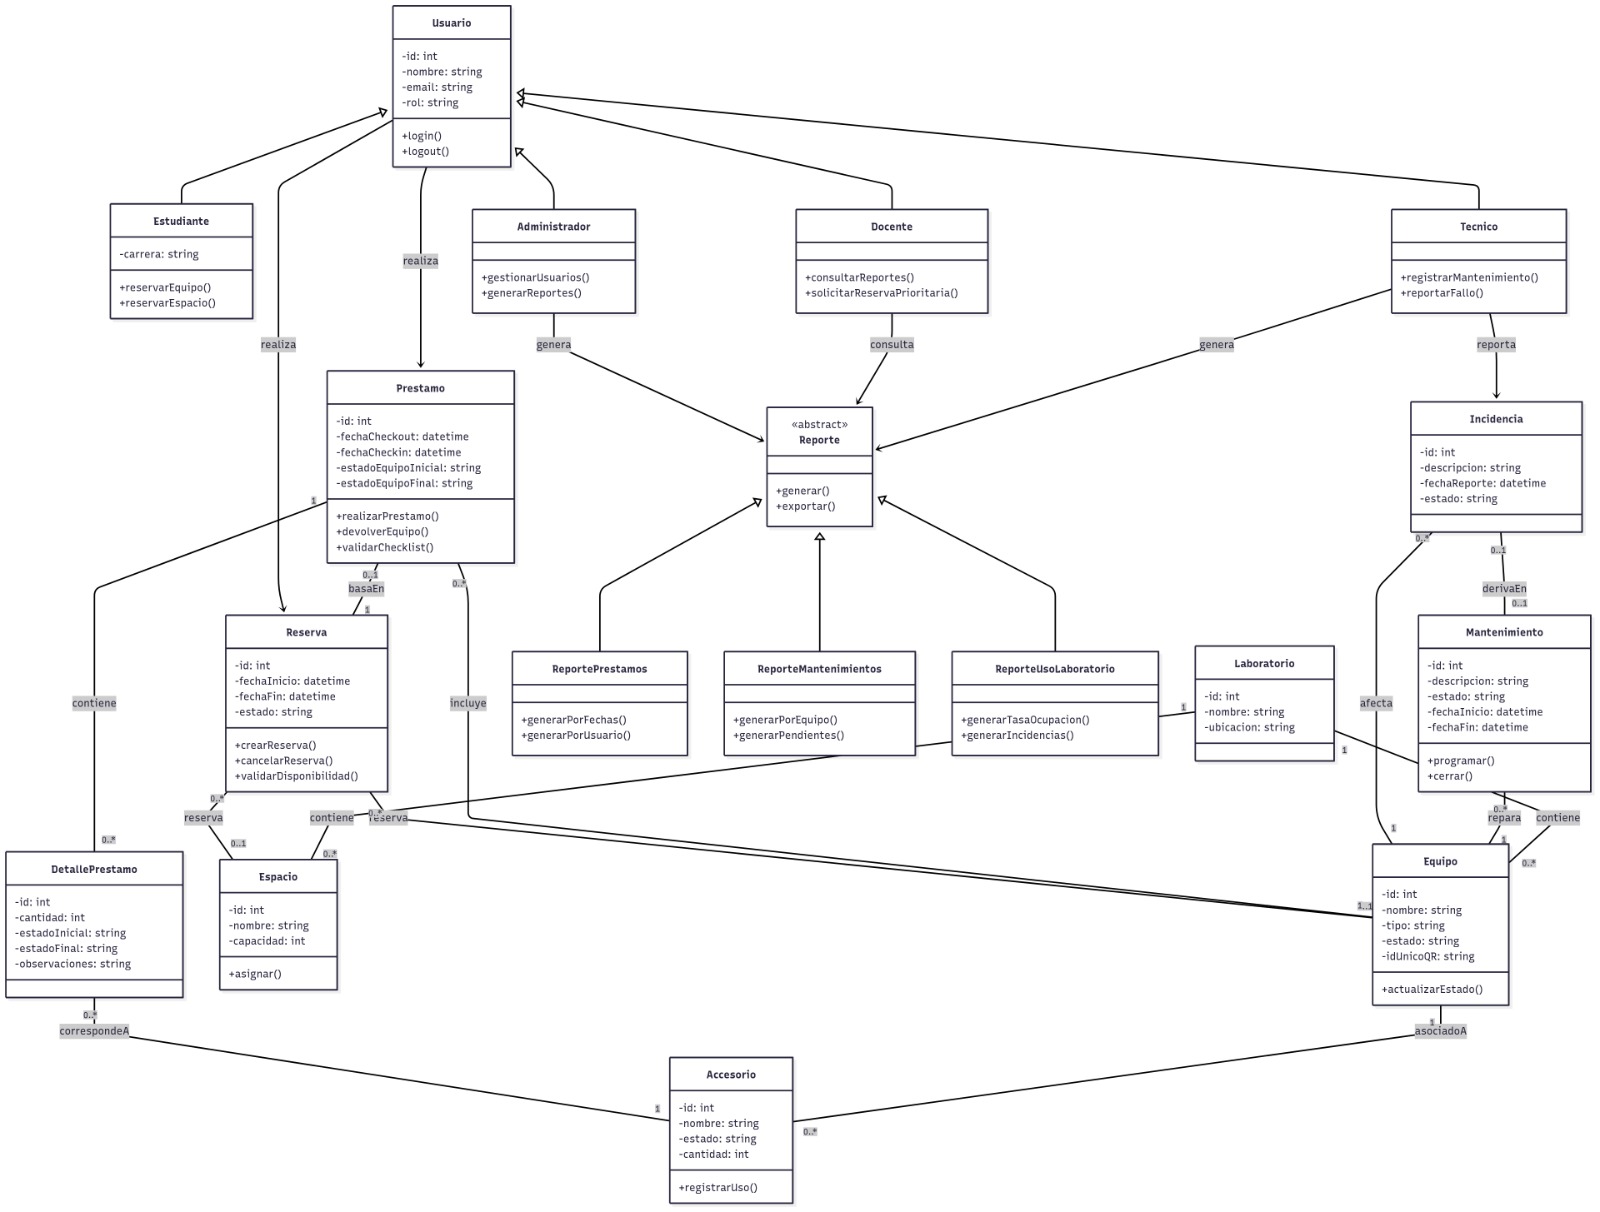 Usuario
-id: int
-nombre: string
-email: string
-rol: string
+login()
+logout()
Estudiante
-carrera: string
+reservarEquipo()
+reservarEspacio()
Administrador
+gestionarUsuarios()
+generarReportes()
Docente
+consultarReportes()
+solicitarReservaPrioritaria()
Tecnico
+registrarMantenimiento()
+reportarFallo()
realiza
realiza
genera
consulta
genera
reporta
Prestamo
-id: int
-fechaCheckout: datetime
-fechaCheckin: datetime
-estadoEquipoInicial: string
-estadoEquipoFinal: string
+realizarPrestamo()
+devolverEquipo()
+validarChecklist()
«abstract»
Reporte
+generar()
+exportar()
Incidencia
-id: int
-descripcion: string
-fechaReporte: datetime
-estado: string
1
0..1
basaEn
1
0..*
0..*
0..1
derivaEn
0..1
Reserva
-id: int
-fechaInicio: datetime
-fechaFin: datetime
-estado: string
+crearReserva()
+cancelarReserva()
+validarDisponibilidad()
ReportePrestamos
+generarPorFechas()
+generarPorUsuario()
ReporteMantenimientos
+generarPorEquipo()
+generarPendientes()
ReporteUsoLaboratorio
+generarTasaOcupacion()
+generarIncidencias()
Laboratorio
-id: int
-nombre: string
-ubicacion: string
Mantenimiento
-id: int
-descripcion: string
-estado: string
-fechaInicio: datetime
-fechaFin: datetime
+programar()
+cerrar()
contiene
incluye
afecta
1
1
0..*
reserva
0..1
contiene
0..*
0..*
reserva
0..*
repara
1
contiene
0..*
1
0..*
DetallePrestamo
-id: int
-cantidad: int
-estadoInicial: string
-estadoFinal: string
-observaciones: string
Espacio
-id: int
-nombre: string
-capacidad: int
+asignar()
Equipo
-id: int
-nombre: string
-tipo: string
-estado: string
-idUnicoQR: string
+actualizarEstado()
0..*
correspondeA
1
asociadoA
1
0..*
Accesorio
-id: int
-nombre: string
-estado: string
-cantidad: int
+registrarUso()